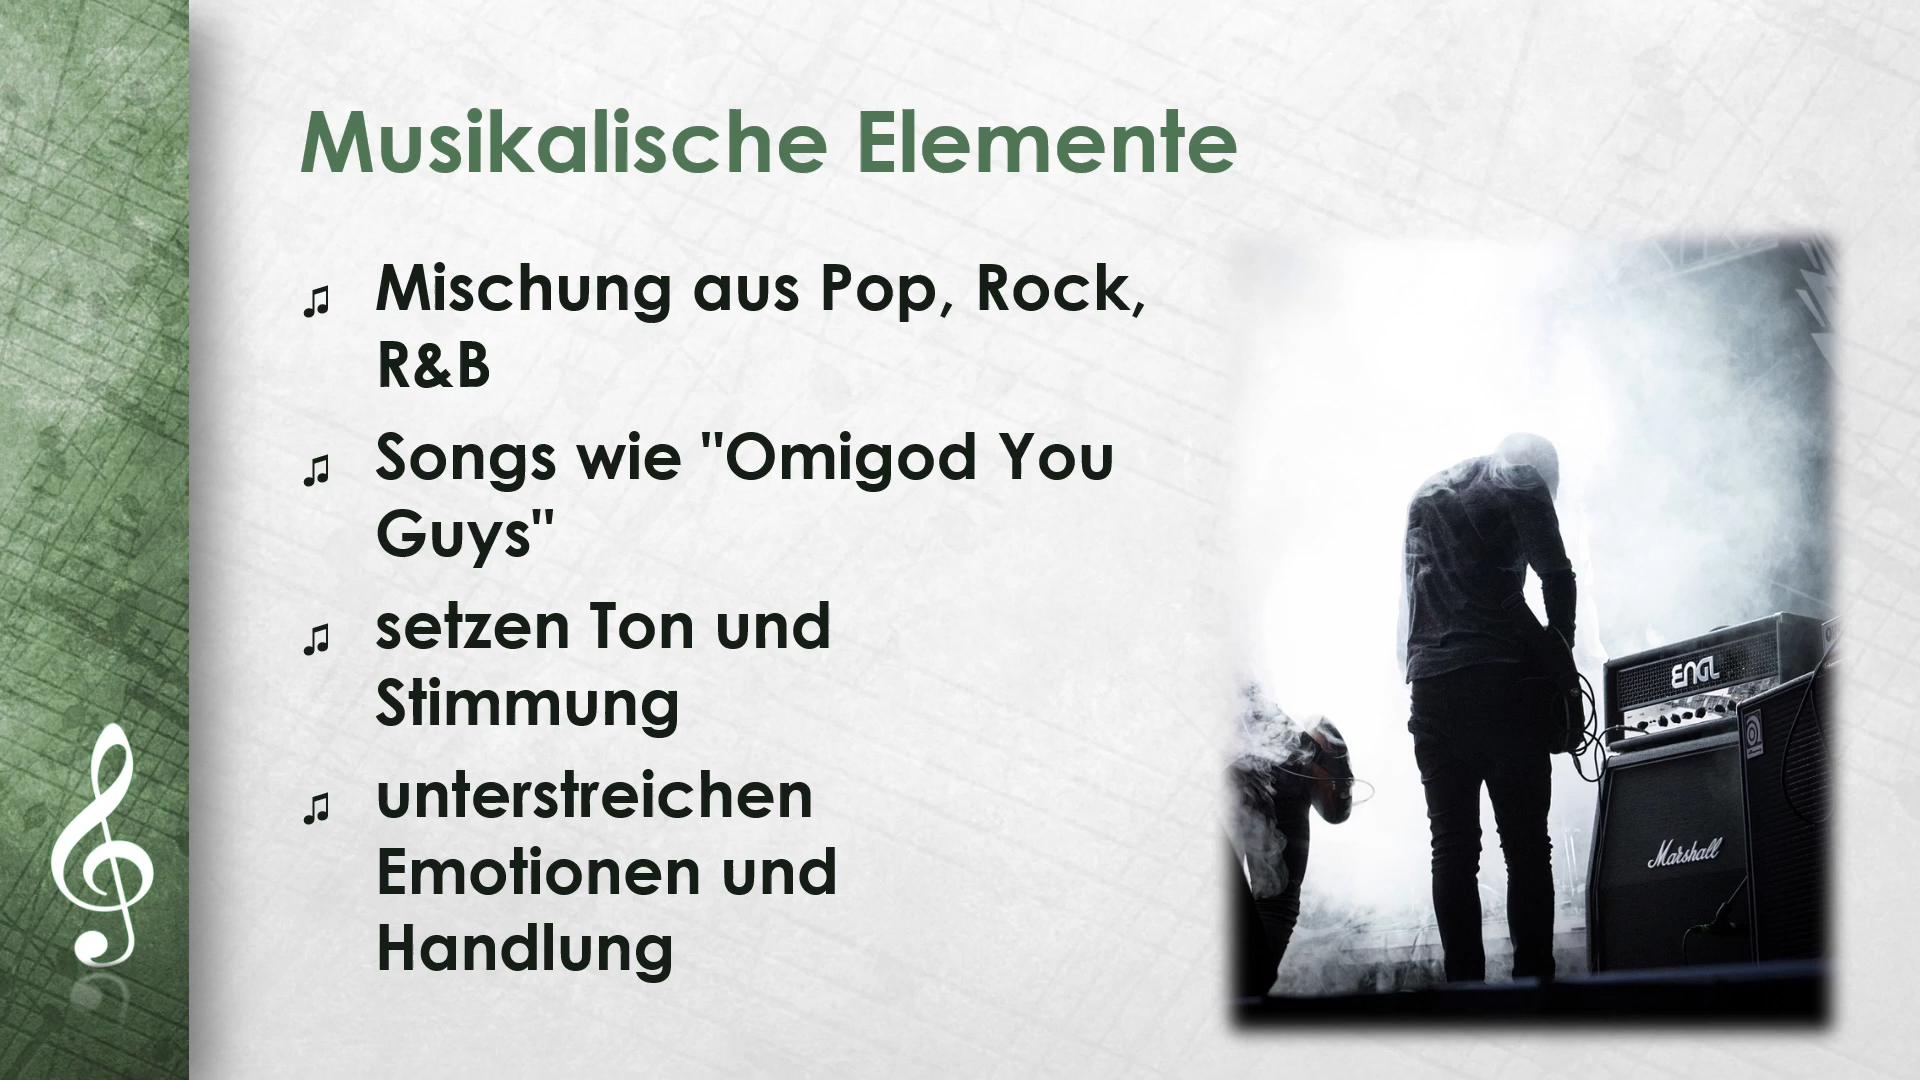 Musikalische Elemente
♫ Mischung aus Pop, Rock,
R&B
♫ Songs wie "Omigod You
Guys"
♫ setzen Ton und
Stimmung
♫ unterstreichen
Emotionen und
Handlung
ENGL
Marshall